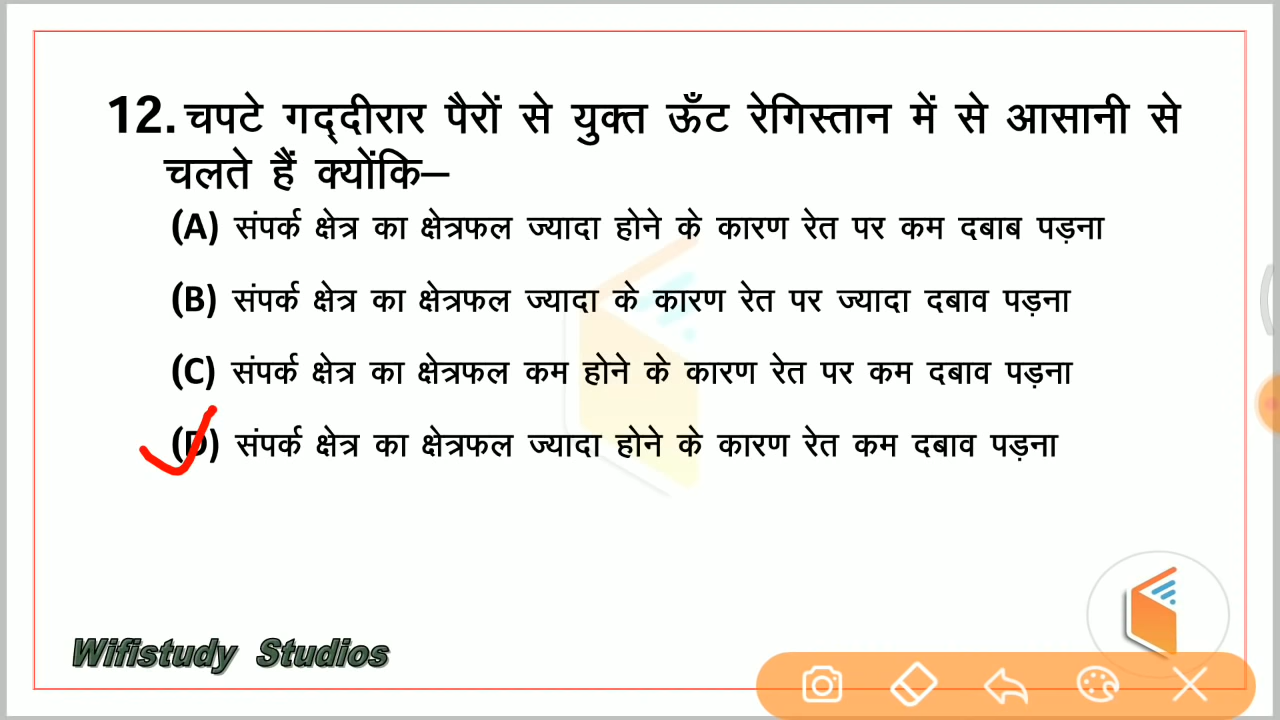 12. चपटे गद्दीरार पैरों से युक्त ऊँट रेगिस्तान में से आसानी से
चलते हैं क्योंकि–
(A) संपर्क क्षेत्र का क्षेत्रफल ज्यादा होने के कारण रेत पर कम दबाब पड़ना
(B) संपर्क क्षेत्र का क्षेत्रफल ज्यादा के कारण रेत पर ज्यादा दबाव पड़ना
(C) संपर्क क्षेत्र का क्षेत्रफल कम होने के कारण रेत पर कम दबाव पड़ना
(D) संपर्क क्षेत्र का क्षेत्रफल ज्यादा होने के कारण रेत कम दबाव पड़ना
Wifistudy Studios